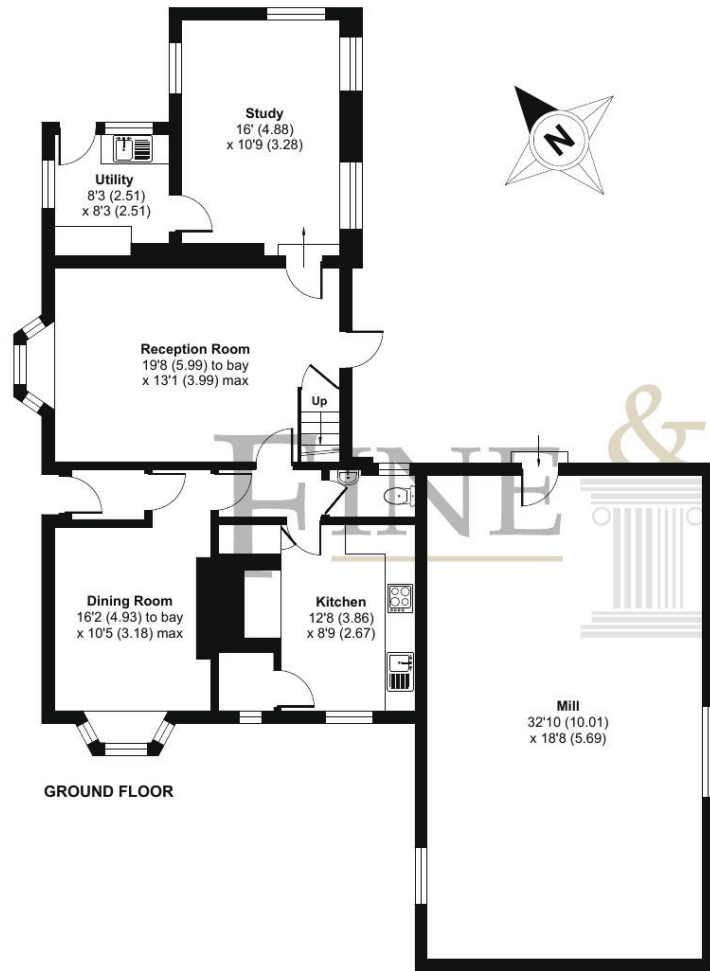 Study
16' (4.88)
x 10'9 (3.28)
N
Utility
8'3 (2.51)
x 8'3 (2.51)
Reception Room
19'8 (5.99) to bay
x 13'1 (3.99) max
Up
FINE &
Dining Room
16'2 (4.93) to bay
x 10'5 (3.18) max
Kitchen
12'8 (3.86)
x 8'9 (2.67)
Mill
32'10 (10.01)
x 18'8 (5.69)
GROUND FLOOR